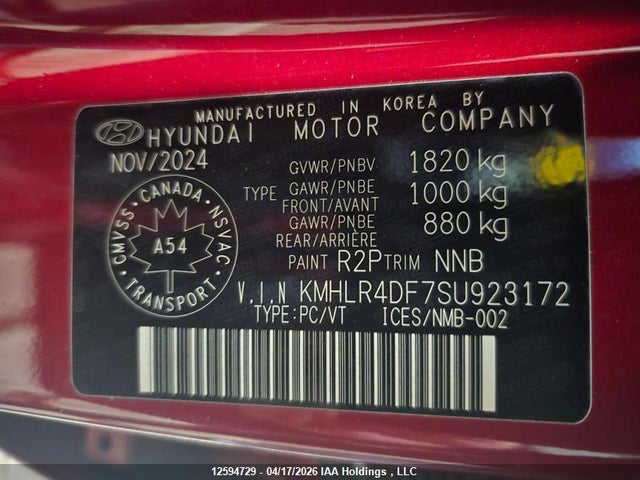 MANUFACTURED IN KOREA BY
HYUNDAI MOTOR COMPANY
NOV/2024
GVWR/PNBV 1820 kg
TYPE GAWR/PNBE FRONT/AVANT 1000 kg
GAWR/PNBE REAR/ARRIÈRE 880 kg
CANADA
CMVSS NSVAC
A54
TRANSPORT
PAINT R2P TRIM NNB
V.I.N KMHLR4DF7SU923172
TYPE:PC/VT ICES/NMB-002
12594729 - 04/17/2026 IAA Holdings , LLC